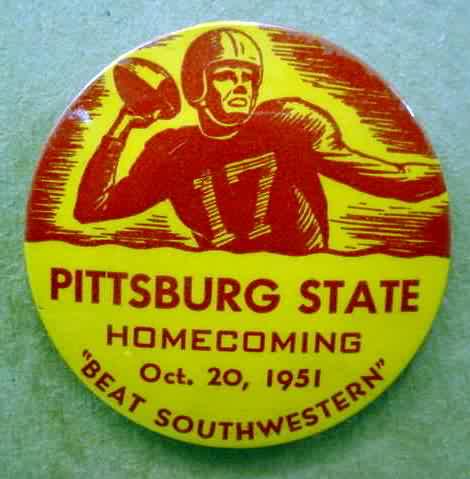 17
PITTSBURG STATE
HOMECOMING
Oct. 20, 1951
"BEAT SOUTHWESTERN"